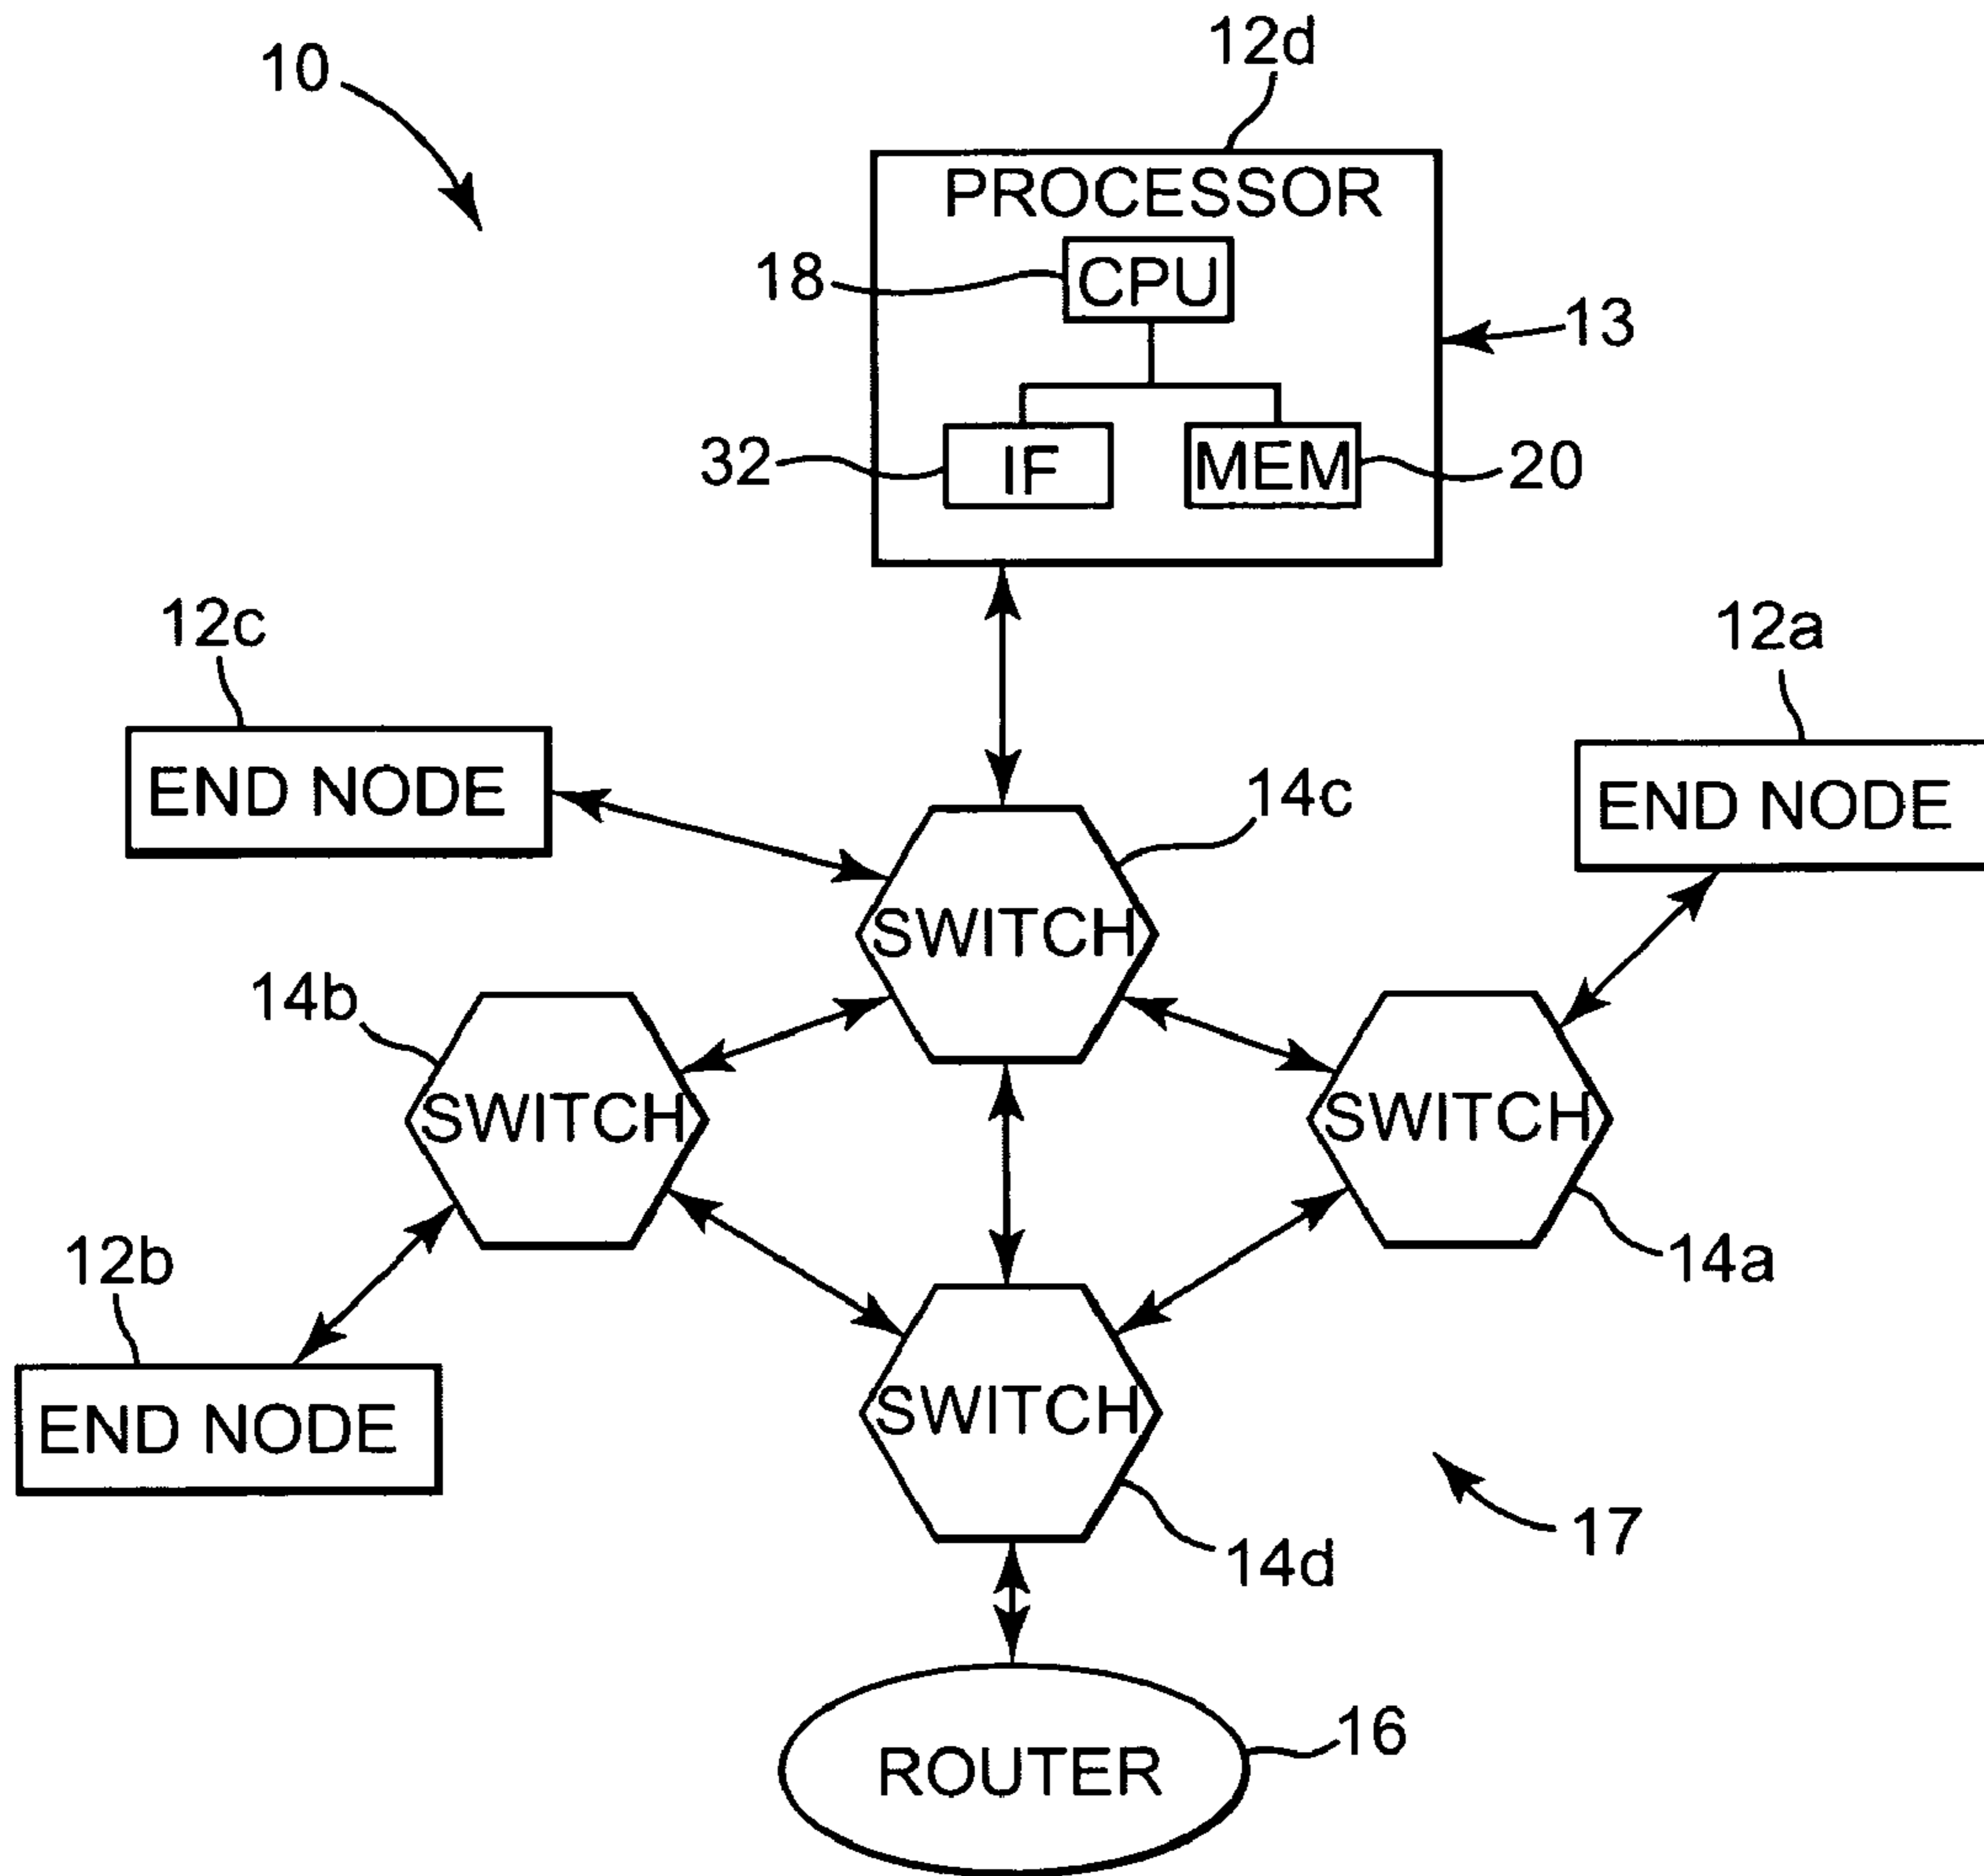 12d
10
PROCESSOR
18
CPU
13
32
IF
MEM
20
12c
12a
END NODE
END NODE
14c
SWITCH
14b
SWITCH
SWITCH
12b
14a
END NODE
SWITCH
17
14d
16
ROUTER